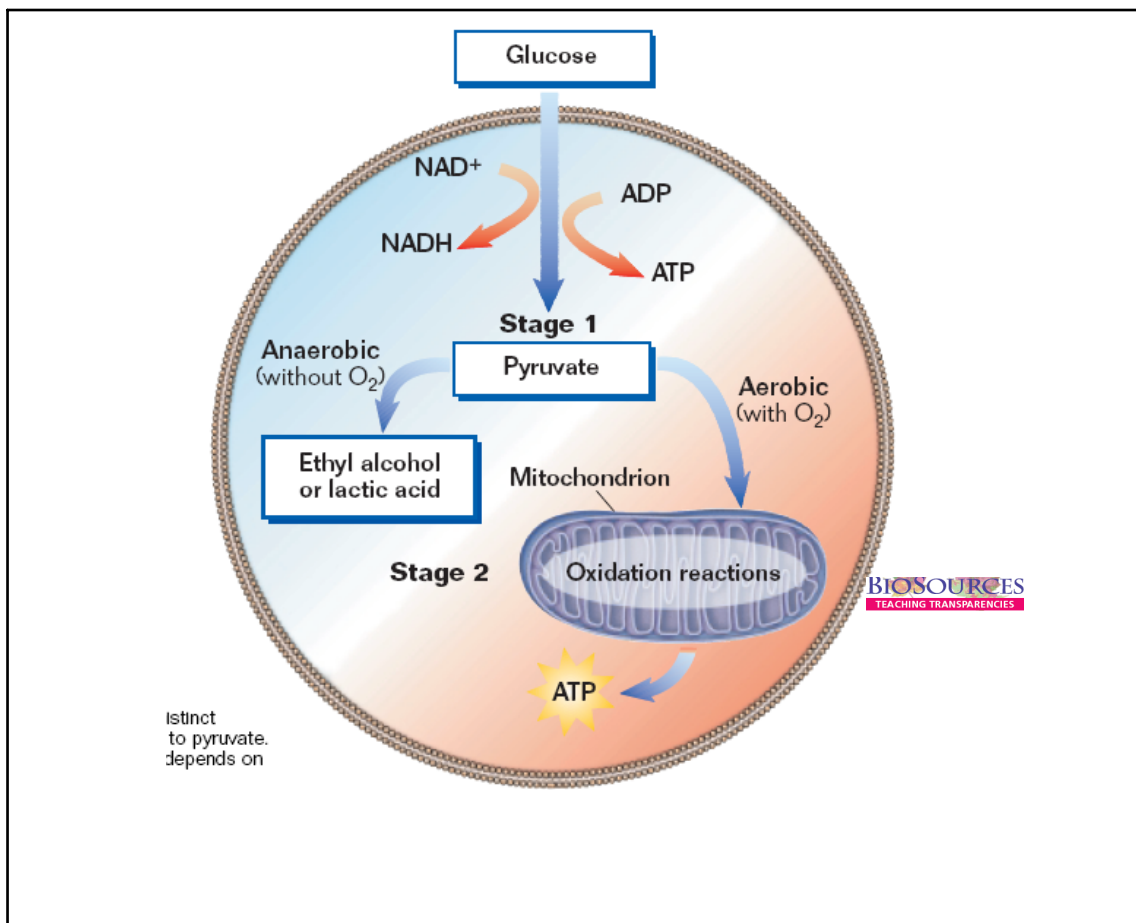 Glucose
NAD+
ADP
NADH
ATP
Stage 1
Anaerobic
(without O2)
Pyruvate
Aerobic
(with O2)
Ethyl alcohol
or lactic acid
Mitochondrion
Stage 2
Oxidation reactions
BIOSOURCES
TEACHING TRANSPARENCIES
ATP
istinct
to pyruvate.
depends on